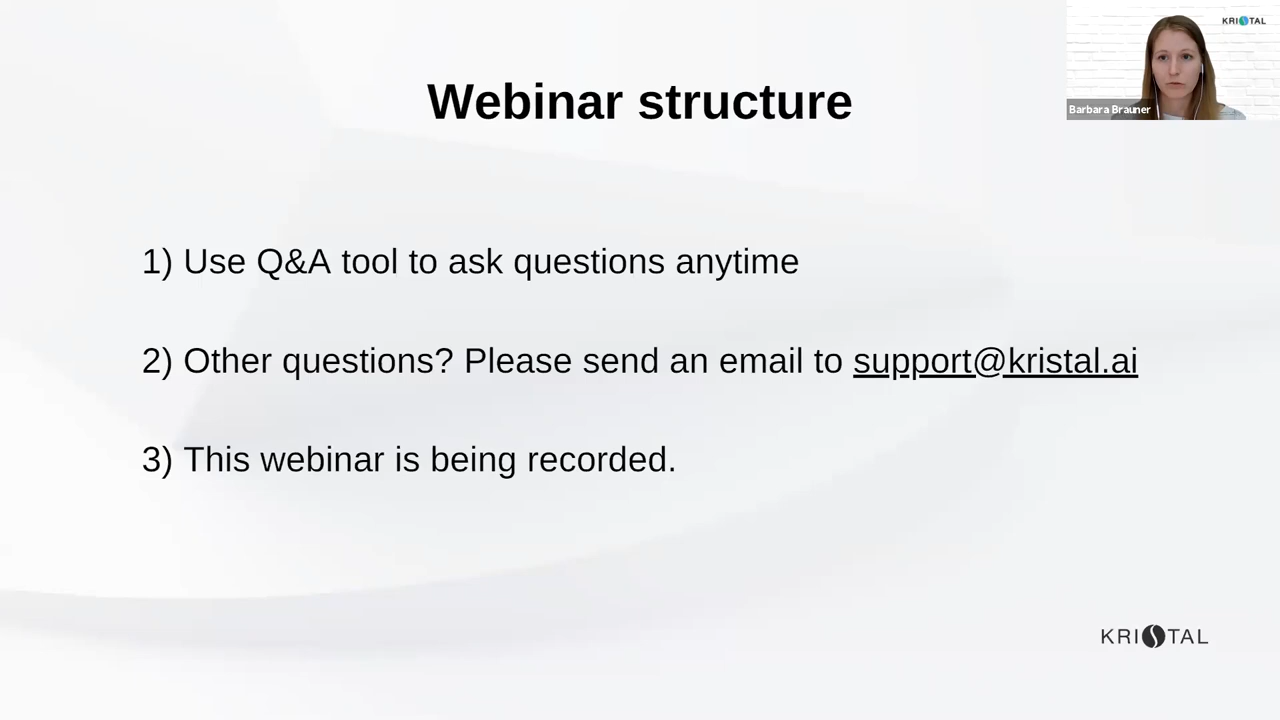 KRISTAL
Barbara Brauner
Webinar structure
1) Use Q&A tool to ask questions anytime
2) Other questions? Please send an email to support@kristal.ai
3) This webinar is being recorded.
KRISTAL